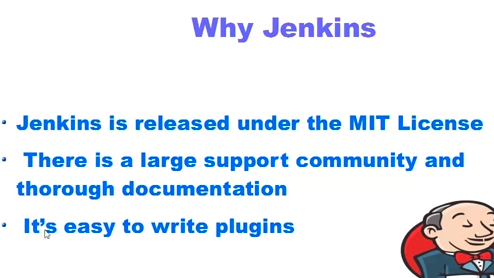 Why Jenkins
· Jenkins is released under the MIT License
· There is a large support community and
thorough documentation
· It’s easy to write plugins